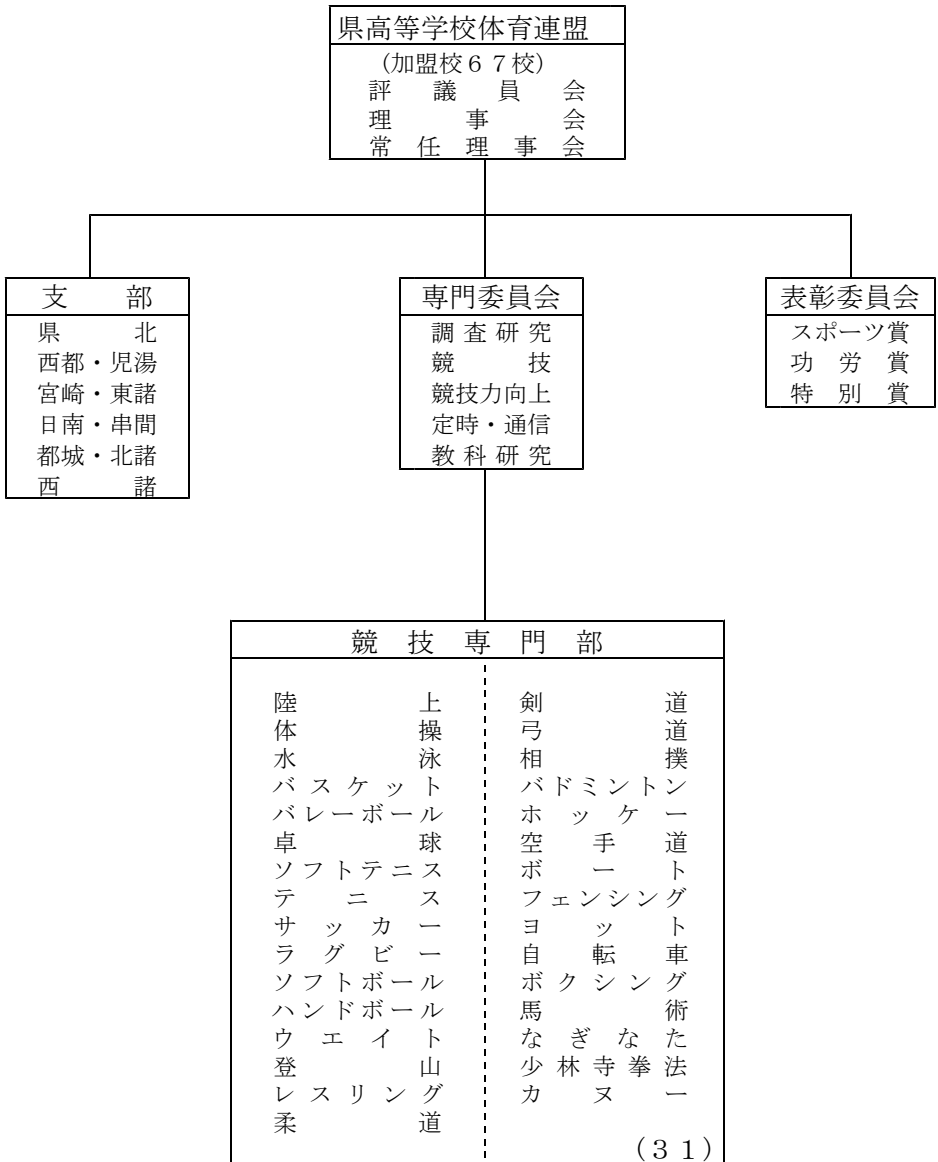 県高等学校体育連盟
(加盟校６７校)
評議員会
理事会
常任理事会
支部
県北
西都・児湯
宮崎・東諸
日南・串間
都城・北諸
西諸
専門委員会
調査研究
競技
競技力向上
定時・通信
教科研究
表彰委員会
スポーツ賞
功労賞
特別賞
競技専門部
陸上
体操
水泳
バスケット
バレーボール
卓球
ソフトテニス
テニス
サッカー
ラグビー
ソフトボール
ハンドボール
ウエイト
登山
レスリング
柔道
剣道
弓道
相撲
バドミントン
ホッケー
空手道
ボート
フェンシング
ヨット
自転車
ボクシング
馬術
なぎなた
少林寺拳法
カヌー
(３１)